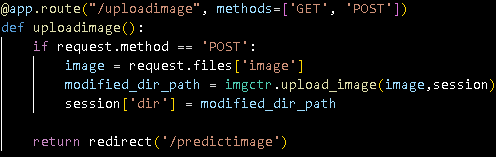 @app.route("/uploadimage", methods=['GET', 'POST'])
def uploadimage():
    if request.method == 'POST':
        image = request.files['image']
        modified_dir_path = imgctr.upload_image(image,session)
        session['dir'] = modified_dir_path
    return redirect('/predictimage')